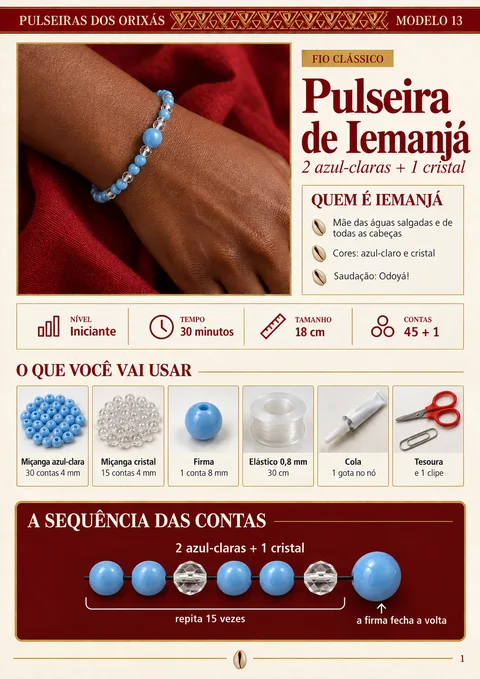 PULSEIRAS DOS ORIXÁS
MODELO 13
FIO CLÁSSICO
Pulseira
de Iemanjá
2 azul-claras + 1 cristal
QUEM É IEMANJÁ
Mãe das águas salgadas e de
todas as cabeças
Cores: azul-claro e cristal
Saudação: Odoyá!
NÍVEL
Iniciante
TEMPO
30 minutos
TAMANHO
18 cm
CONTAS
45 + 1
O QUE VOCÊ VAI USAR
Miçanga azul-clara
30 contas 4 mm
Miçanga cristal
15 contas 4 mm
Firma
1 conta 8 mm
Elástico 0,8 mm
30 cm
Cola
1 gota no nó
Tesoura
e 1 clipe
A SEQUÊNCIA DAS CONTAS
2 azul-claras + 1 cristal
repita 15 vezes
a firma fecha a volta
1